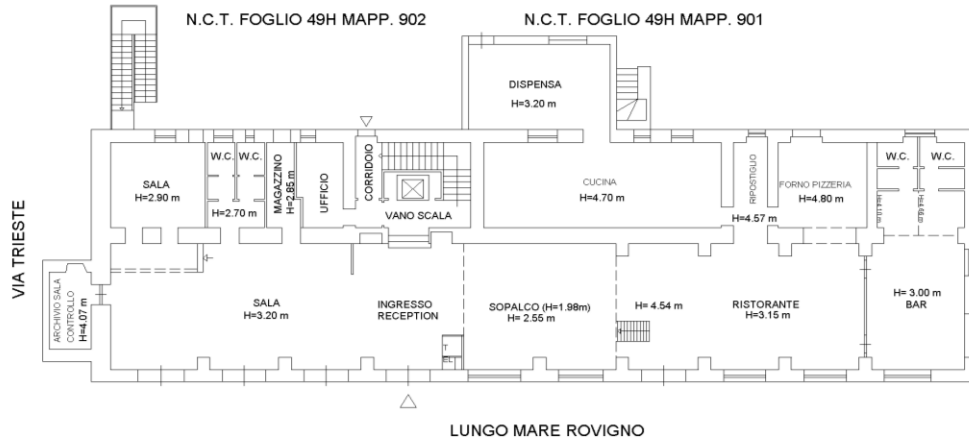 N.C.T. FOGLIO 49H MAPP. 902
N.C.T. FOGLIO 49H MAPP. 901
DISPENSA
H=3.20 m
VIA TRIESTE
SALA
H=2.90 m
W.C.
W.C.
H=2.70 m
MAGAZZINO
H=2.85 m
UFFICIO
CORRIDOIO
VANO SCALA
CUCINA
H=4.70 m
RIPOSTIGLIO
H=4.57 m
FORNO PIZZERIA
H=4.80 m
W.C.
W.C.
ARCHIVIO SALA
CONTROLLO
H=4.07 m
SALA
H=3.20 m
INGRESSO
RECEPTION
T
EL
SOPALCO (H=1.98m)
H= 2.55 m
H= 4.54 m
RISTORANTE
H=3.15 m
H= 3.00 m
BAR
LUNGO MARE ROVIGNO